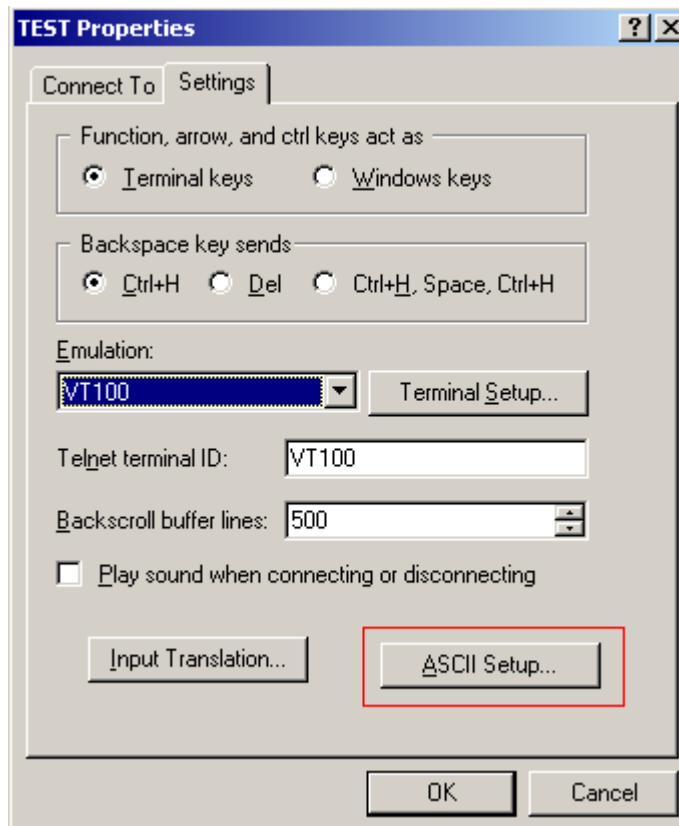 TEST Properties
Connect To Settings
Function, arrow, and ctrl keys act as
Terminal keys Windows keys
Backspace key sends
Ctrl+H Del Ctrl+H, Space, Ctrl+H
Emulation:
VT100 Terminal Setup...
Telnet terminal ID: VT100
Backscroll buffer lines: 500
Play sound when connecting or disconnecting
Input Translation... ASCII Setup...
OK Cancel